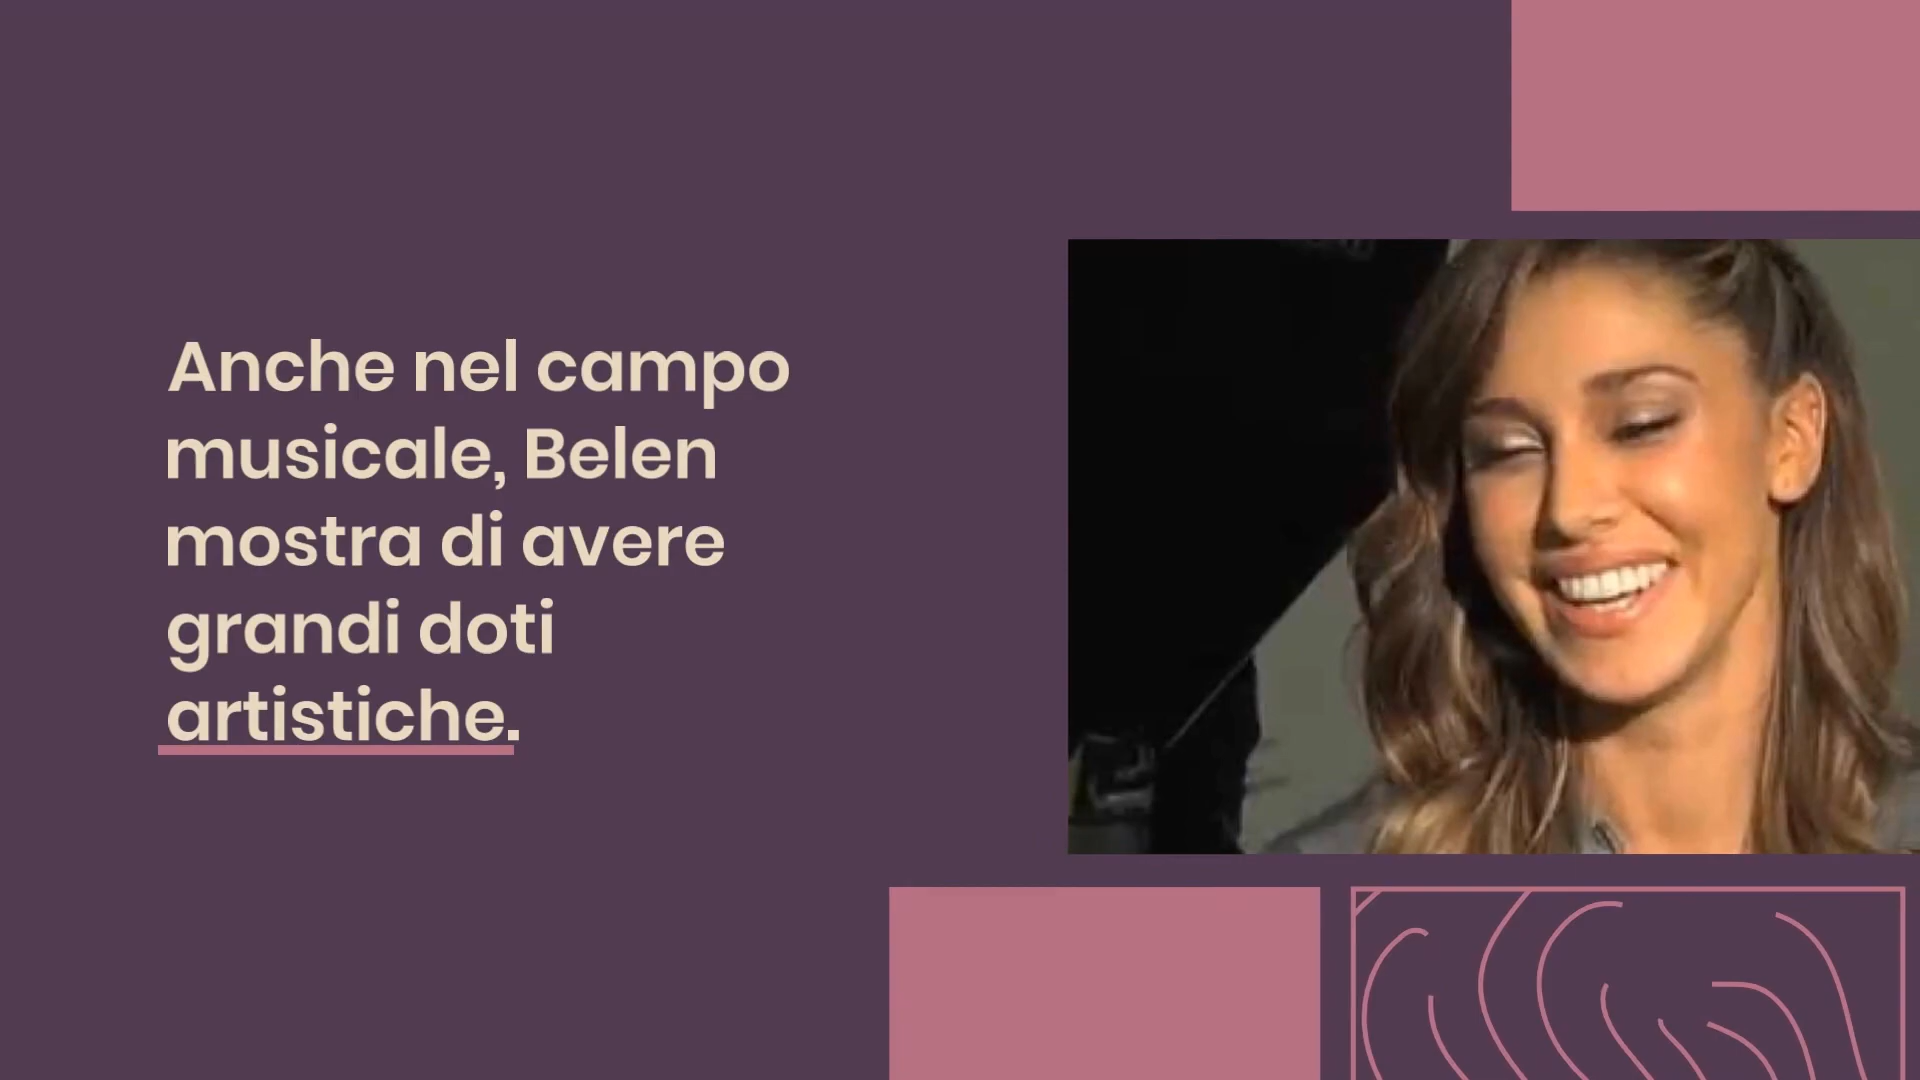 Anche nel campo
musicale, Belen
mostra di avere
grandi doti
artistiche.